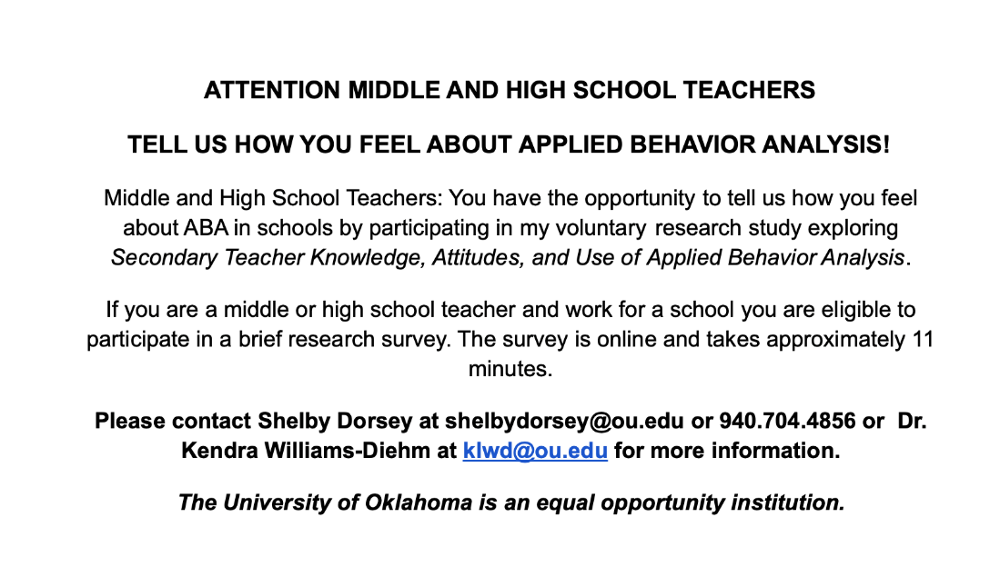 ATTENTION MIDDLE AND HIGH SCHOOL TEACHERS
TELL US HOW YOU FEEL ABOUT APPLIED BEHAVIOR ANALYSIS!
Middle and High School Teachers: You have the opportunity to tell us how you feel
about ABA in schools by participating in my voluntary research study exploring
Secondary Teacher Knowledge, Attitudes, and Use of Applied Behavior Analysis.
If you are a middle or high school teacher and work for a school you are eligible to
participate in a brief research survey. The survey is online and takes approximately 11
minutes.
Please contact Shelby Dorsey at shelbydorsey@ou.edu or 940.704.4856 or  Dr.
Kendra Williams-Diehm at klwd@ou.edu for more information.
The University of Oklahoma is an equal opportunity institution.